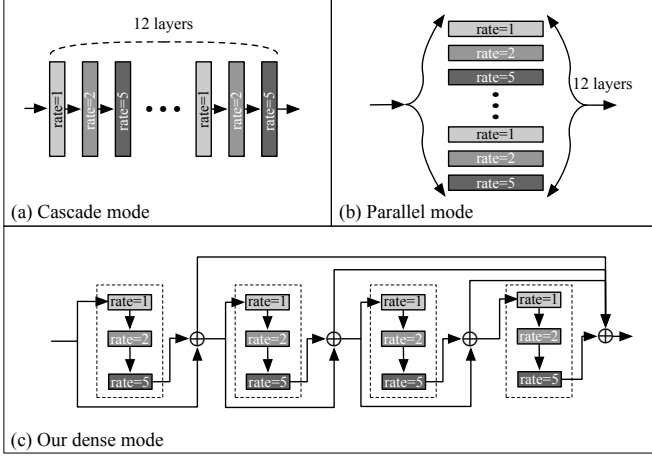 12 layers
rate=1
rate=2
rate=5
rate=1
rate=2
rate=5
(a) Cascade mode
rate=1
rate=2
rate=5
rate=1
rate=2
rate=5
12 layers
(b) Parallel mode
rate=1
rate=2
rate=5
rate=1
rate=2
rate=5
rate=1
rate=2
rate=5
rate=1
rate=2
rate=5
(c) Our dense mode